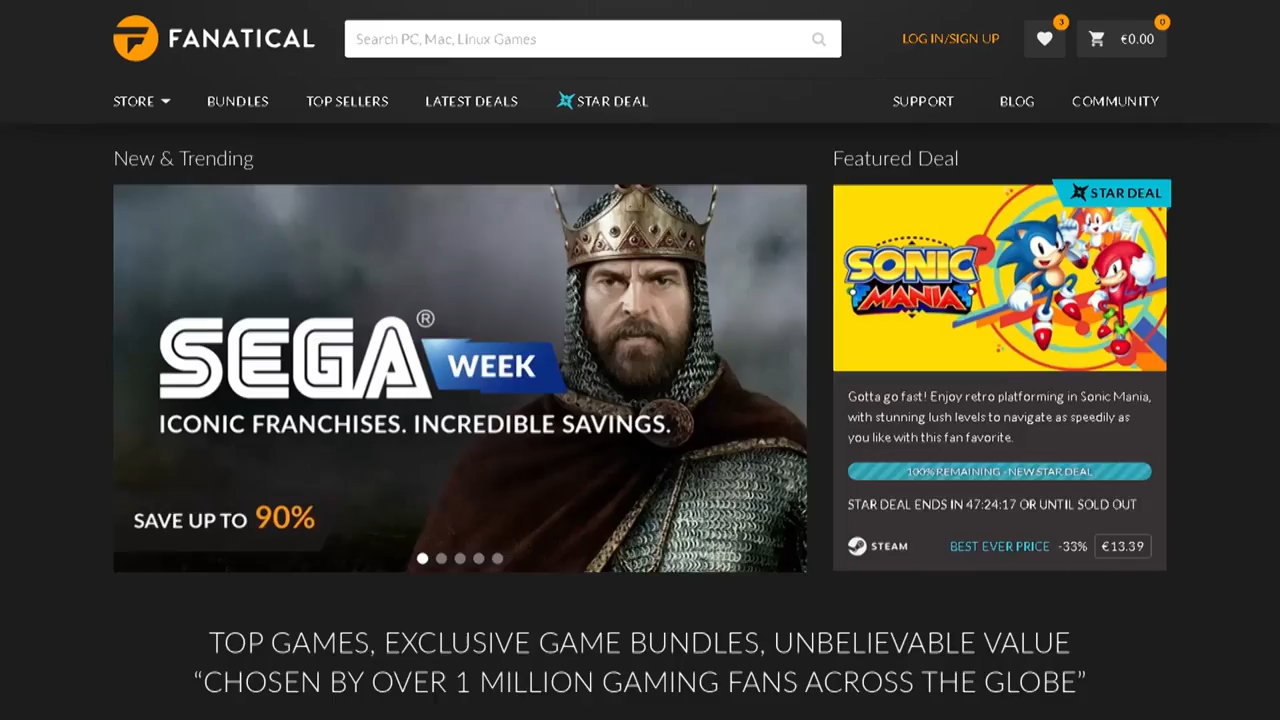 FANATICAL
Search PC, Mac, Linux Games
LOG IN/SIGN UP
3
0
€0.00
STORE
BUNDLES
TOP SELLERS
LATEST DEALS
STAR DEAL
SUPPORT
BLOG
COMMUNITY
New & Trending
SEGA®
WEEK
ICONIC FRANCHISES. INCREDIBLE SAVINGS.
SAVE UP TO 90%
Featured Deal
STAR DEAL
SONIC
MANIA
Gotta go fast! Enjoy retro platforming in Sonic Mania,
with stunning lush levels to navigate as speedily as
you like with this fan favorite.
100% REMAINING - NEW STAR DEAL
STAR DEAL ENDS IN 47:24:17 OR UNTIL SOLD OUT
STEAM
BEST EVER PRICE -33% €13.39
TOP GAMES, EXCLUSIVE GAME BUNDLES, UNBELIEVABLE VALUE
“CHOSEN BY OVER 1 MILLION GAMING FANS ACROSS THE GLOBE”